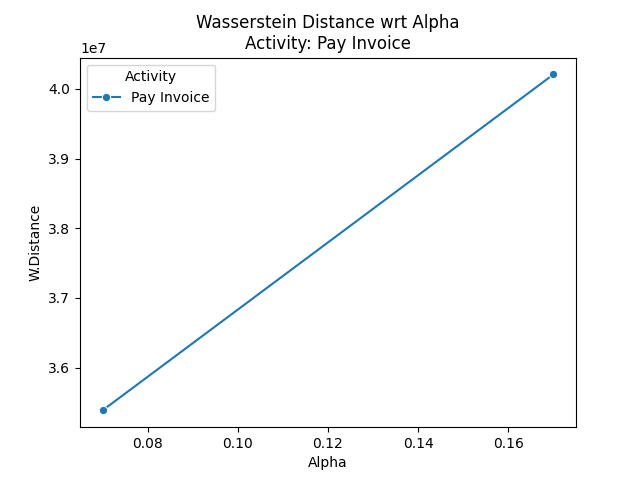 Wasserstein Distance wrt Alpha
Activity: Pay Invoice
1e7
Activity
Pay Invoice
4.0
3.9
3.8
3.7
3.6
W.Distance
0.08 0.10 0.12 0.14 0.16
Alpha